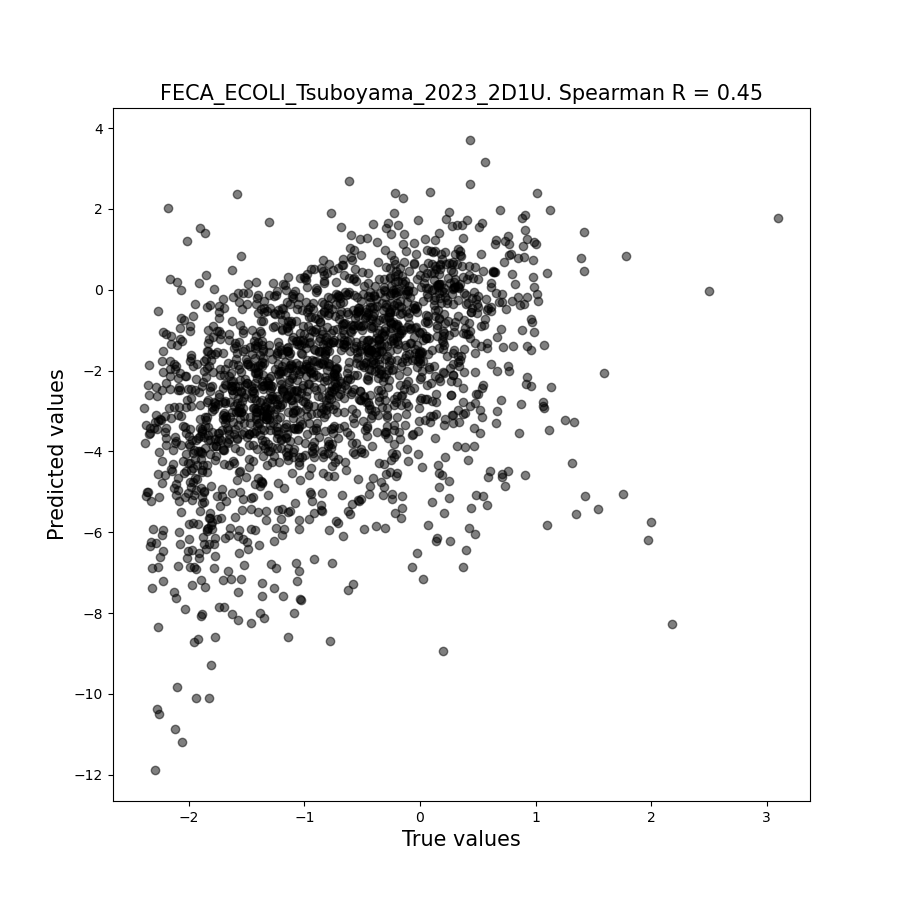 FECA_ECOLI_Tsuboyama_2023_2D1U. Spearman R = 0.45
4
2
0
−2
−4
−6
−8
−10
−12
Predicted values
−2 −1 0 1 2 3
True values